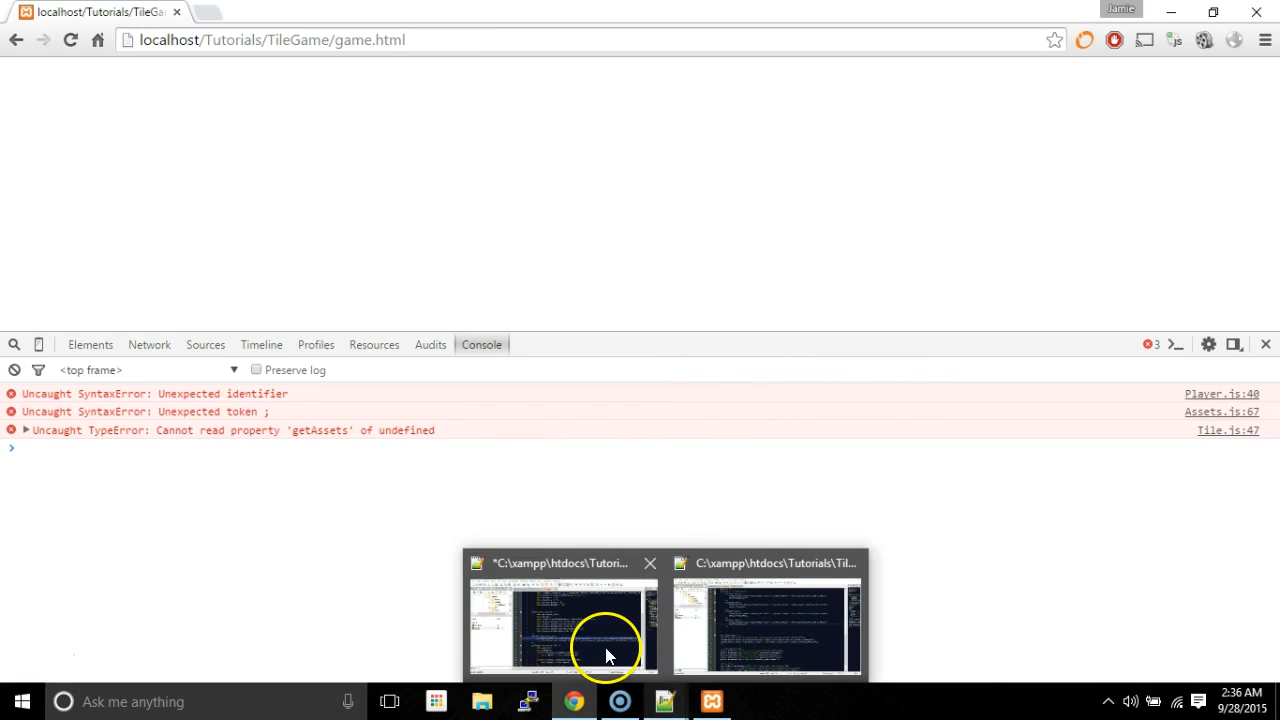 localhost/Tutorials/TileGa
Jamie
localhost/Tutorials/TileGame/game.html
Elements Network Sources Timeline Profiles Resources Audits Console
3
<top frame> Preserve log
Uncaught SyntaxError: Unexpected identifier Player.js:40
Uncaught SyntaxError: Unexpected token ; Assets.js:67
Uncaught TypeError: Cannot read property 'getAssets' of undefined Tile.js:47
*C:\xampp\htdocs\Tutori... C:\xampp\htdocs\Tutorials\Til...
Ask me anything
2:36 AM
9/28/2015